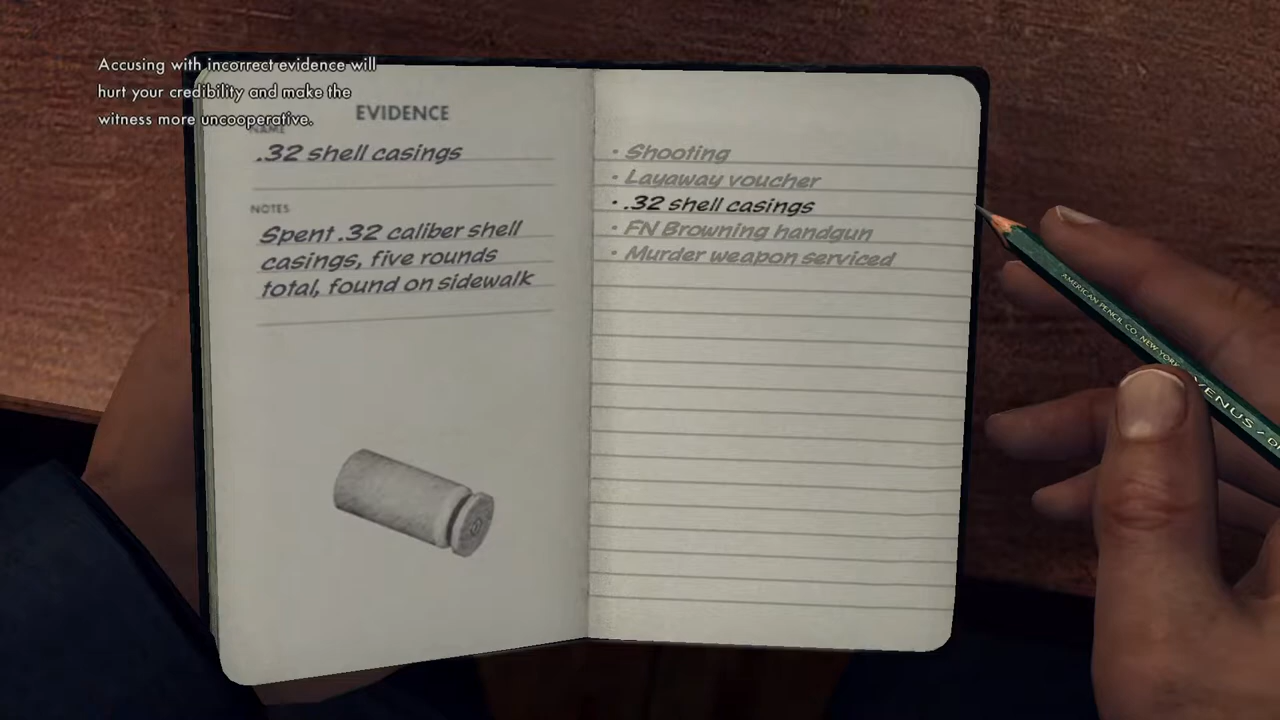 Accusing with incorrect evidence will
hurt your credibility and make the
witness more uncooperative.
EVIDENCE
NAME
.32 shell casings
NOTES
Spent .32 caliber shell
casings, five rounds
total, found on sidewalk
• Shooting
• Layaway voucher
• .32 shell casings
• FN Browning handgun
• Murder weapon serviced
AMERICAN PENCIL CO. NEW YORK
VENUS